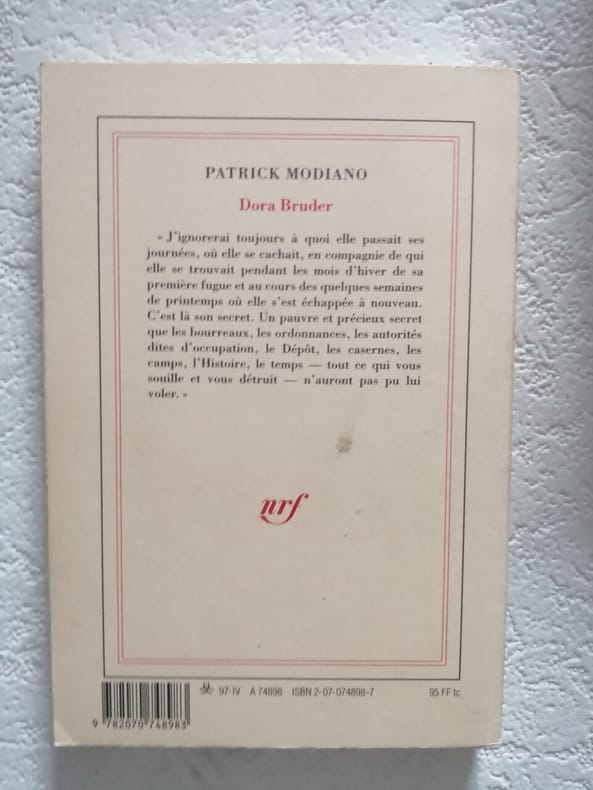 PATRICK MODIANO
Dora Bruder
« J'ignorerai toujours à quoi elle passait ses
journées, où elle se cachait, en compagnie de qui
elle se trouvait pendant les mois d'hiver de sa
première fugue et au cours des quelques semaines
de printemps où elle s'est échappée à nouveau.
C'est là son secret. Un pauvre et précieux secret
que les bourreaux, les ordonnances, les autorités
dites d'occupation, le Dépôt, les casernes, les
camps, l'Histoire, le temps — tout ce qui vous
souille et vous détruit — n'auront pas pu lui
voler. »
nrf
97-IV A 74898 ISBN 2-07-074898-7 95 FF tc
9 782070 748983